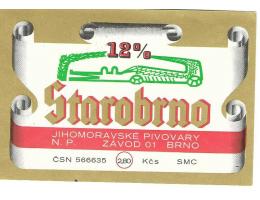 12%
Starobrno
JIHOMORAVSKÉ PIVOVARY
N. P. ZÁVOD 01 BRNO
ČSN 566635 2,80 Kčs SMC